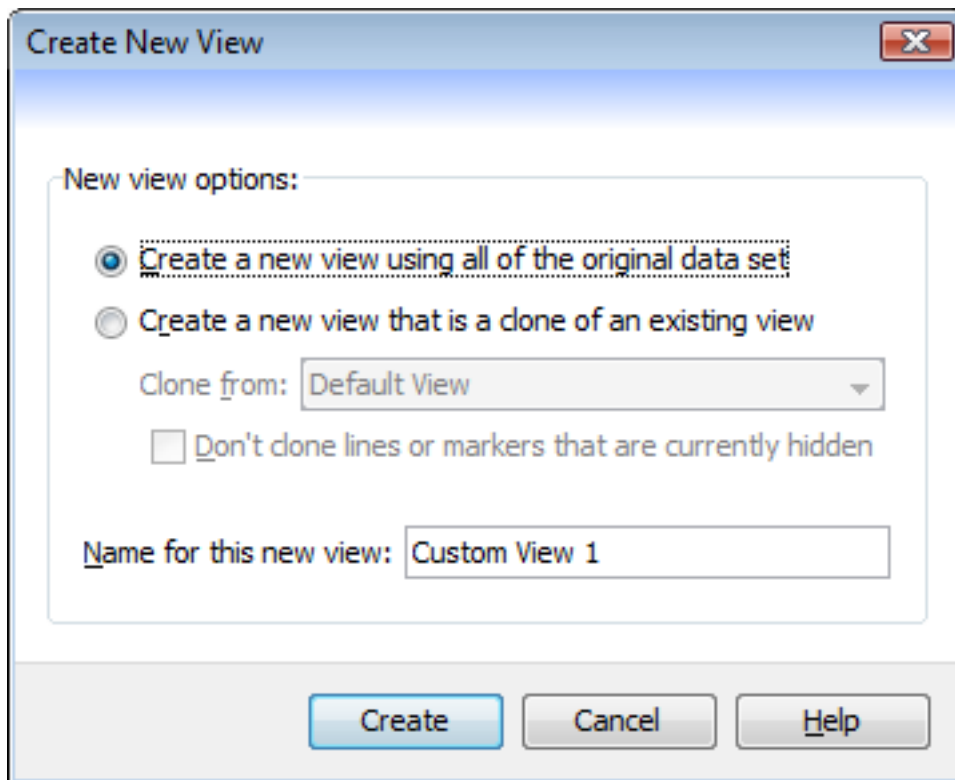 Create New View
New view options:
Create a new view using all of the original data set
Create a new view that is a clone of an existing view
Clone from: Default View
Don't clone lines or markers that are currently hidden
Name for this new view: Custom View 1
Create Cancel Help